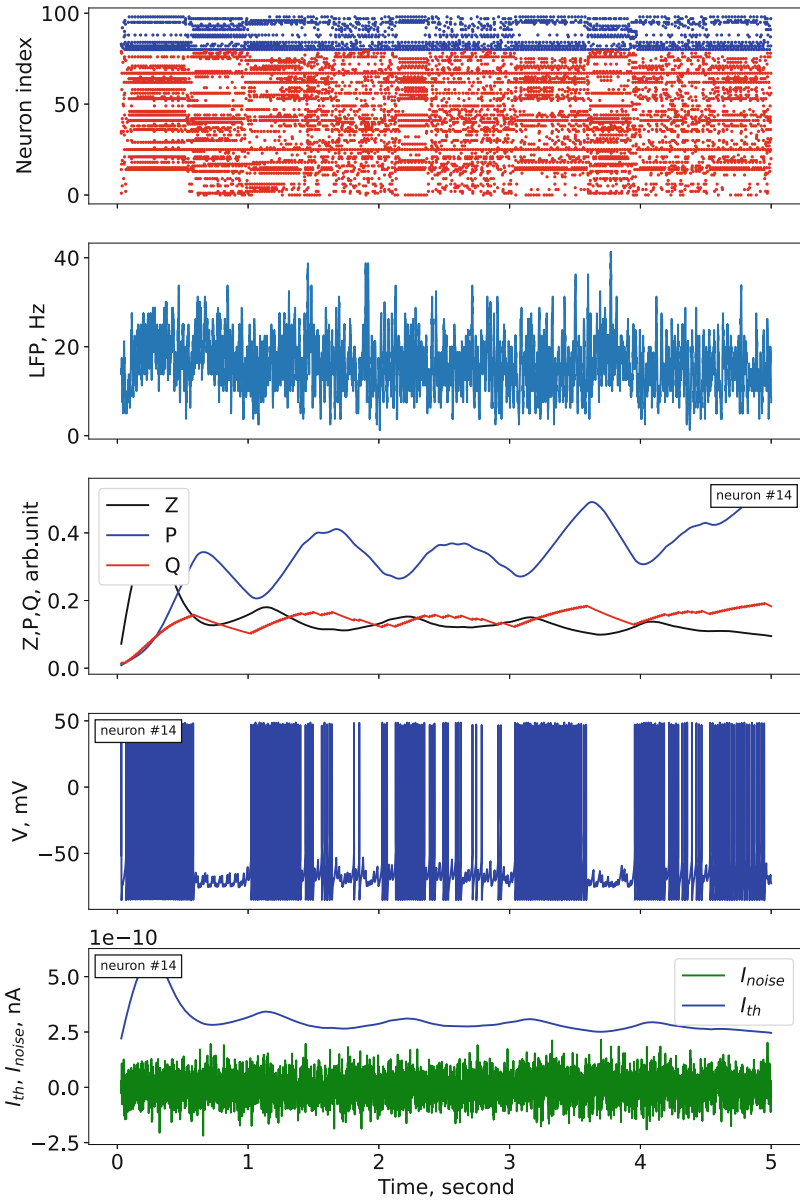 100
50
0
Neuron index
40
20
0
LFP, Hz
Z
P
Q
neuron #14
0.4
0.2
0.0
Z,P,Q, arb.unit
neuron #14
50
0
−50
V, mV
1e−10
neuron #14
I_noise
I_th
5.0
2.5
0.0
−2.5
I_th, I_noise, nA
0 1 2 3 4 5
Time, second